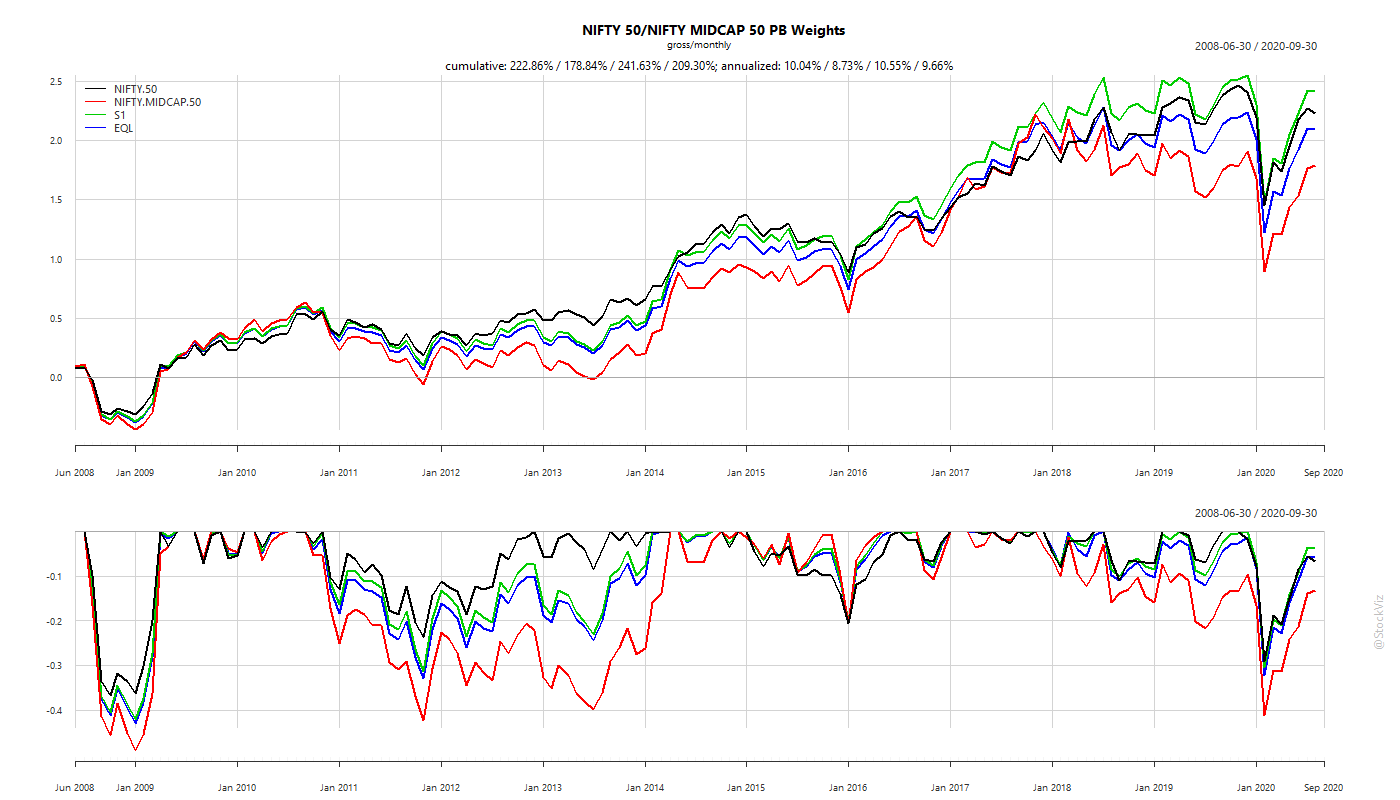 NIFTY 50/NIFTY MIDCAP 50 PB Weights
gross/monthly
2008-06-30 / 2020-09-30
cumulative: 222.86% / 178.84% / 241.63% / 209.30%; annualized: 10.04% / 8.73% / 10.55% / 9.66%
2.5
NIFTY.50
NIFTY.MIDCAP.50
S1
EQL
2.0
1.5
1.0
0.5
0.0
Jun 2008 Jan 2009 Jan 2010 Jan 2011 Jan 2012 Jan 2013 Jan 2014 Jan 2015 Jan 2016 Jan 2017 Jan 2018 Jan 2019 Jan 2020 Sep 2020
2008-06-30 / 2020-09-30
-0.1
-0.2
-0.3
-0.4
@StockViz
Jun 2008 Jan 2009 Jan 2010 Jan 2011 Jan 2012 Jan 2013 Jan 2014 Jan 2015 Jan 2016 Jan 2017 Jan 2018 Jan 2019 Jan 2020 Sep 2020